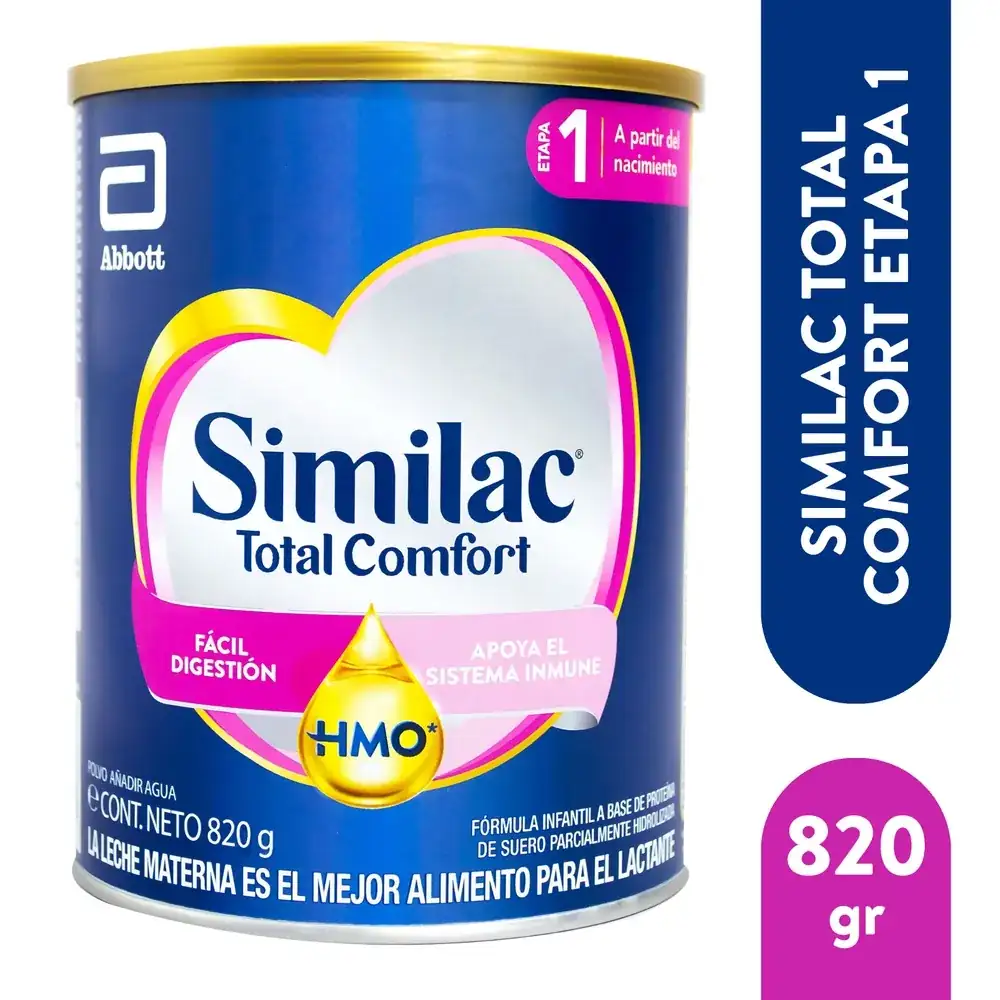 Abbott
ETAPA 1
A partir del
nacimiento
Similac®
Total Comfort
FÁCIL
DIGESTIÓN
APOYA EL
SISTEMA INMUNE
HMO*
POLVO AÑADIR AGUA
℮CONT. NETO 820 g
FÓRMULA INFANTIL A BASE DE PROTEÍNA
DE SUERO PARCIALMENTE HIDROLIZADA
LA LECHE MATERNA ES EL MEJOR ALIMENTO PARA EL LACTANTE
SIMILAC TOTAL
COMFORT ETAPA 1
820
gr